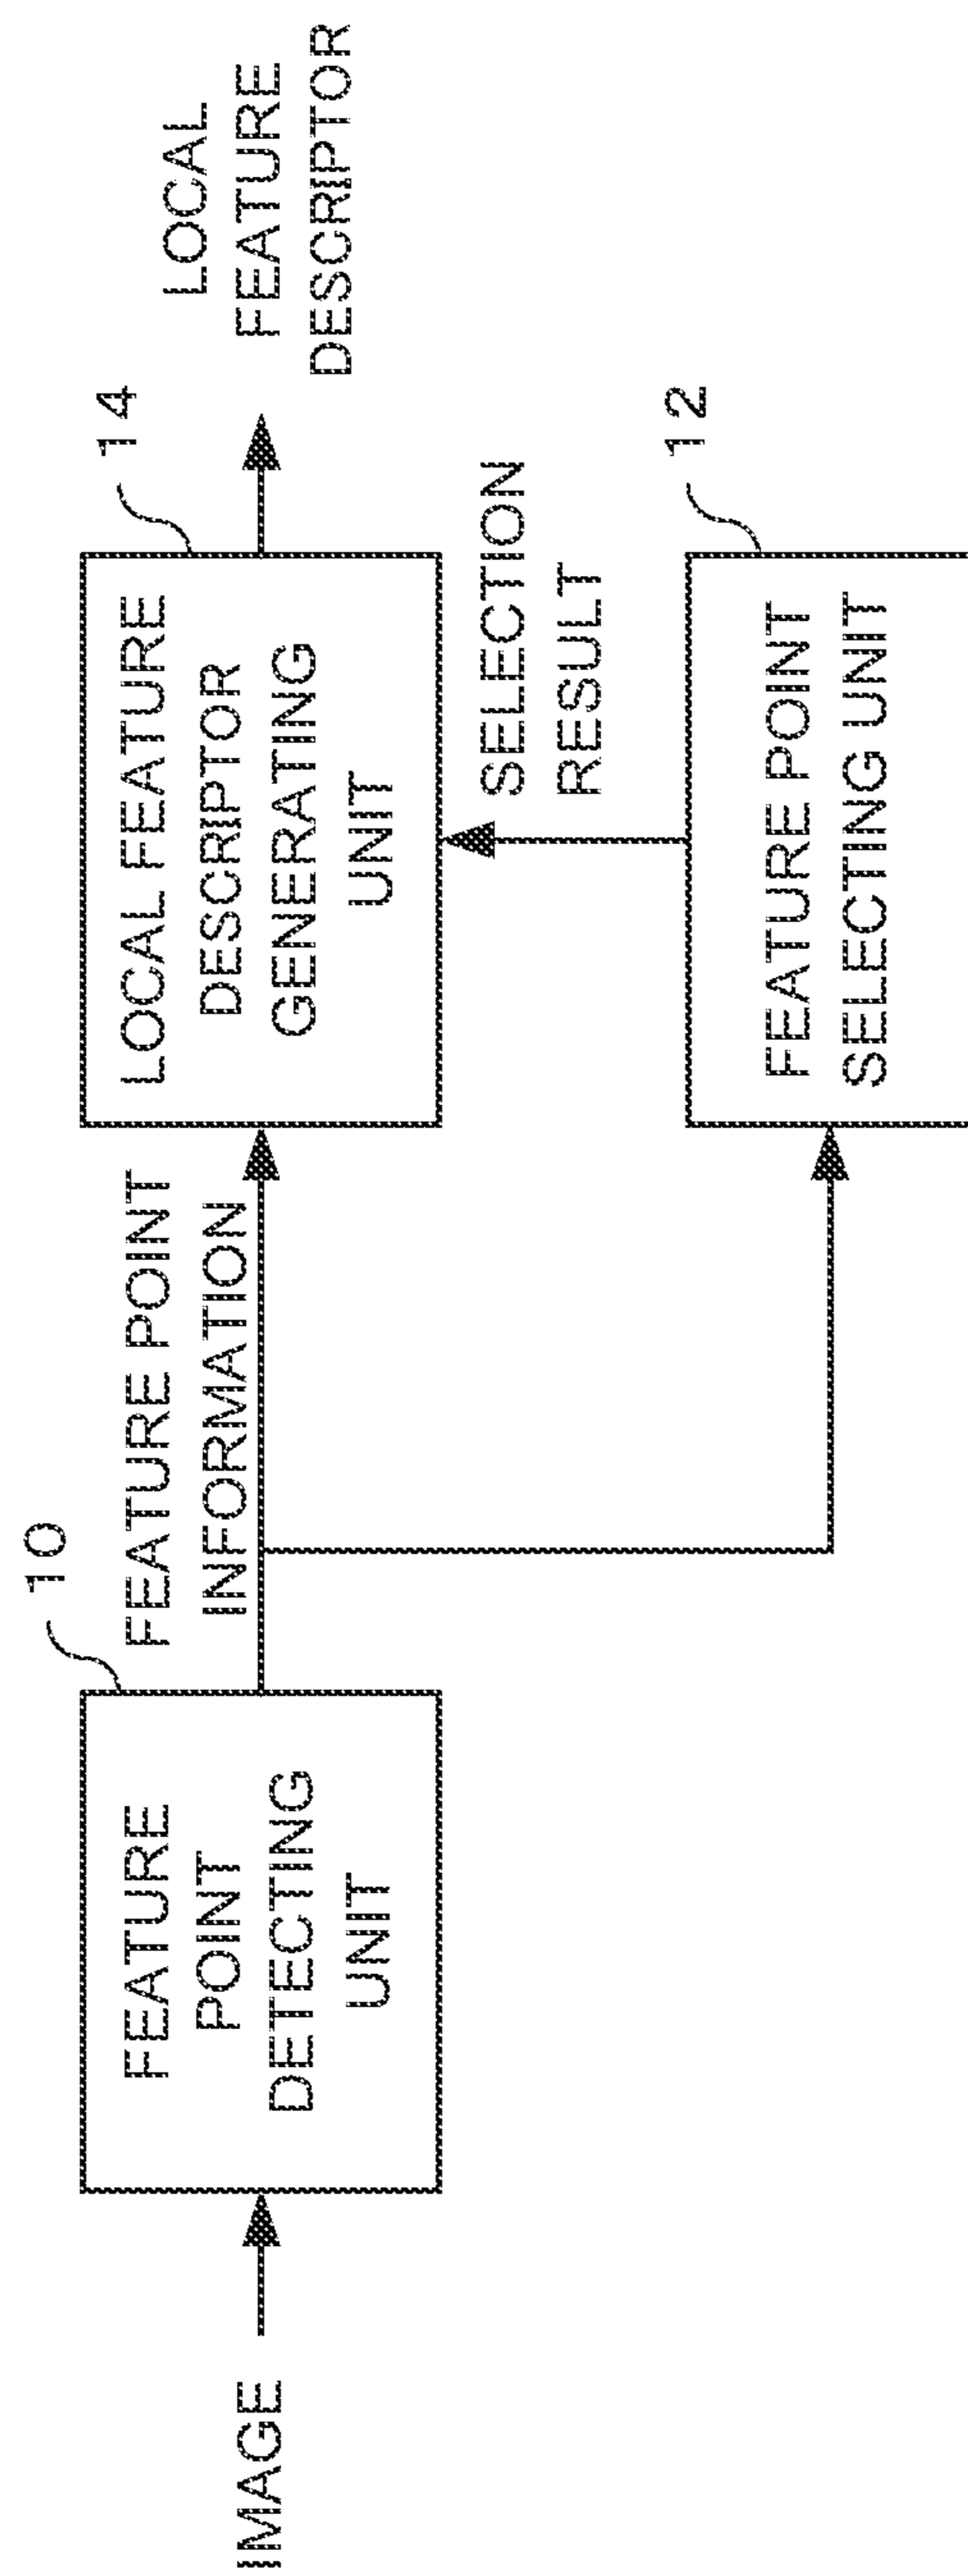 IMAGE
FEATURE
POINT
DETECTING
UNIT
10
FEATURE POINT
INFORMATION
LOCAL FEATURE
DESCRIPTOR
GENERATING
UNIT
14
LOCAL
FEATURE
DESCRIPTOR
SELECTION
RESULT
FEATURE POINT
SELECTING UNIT
12